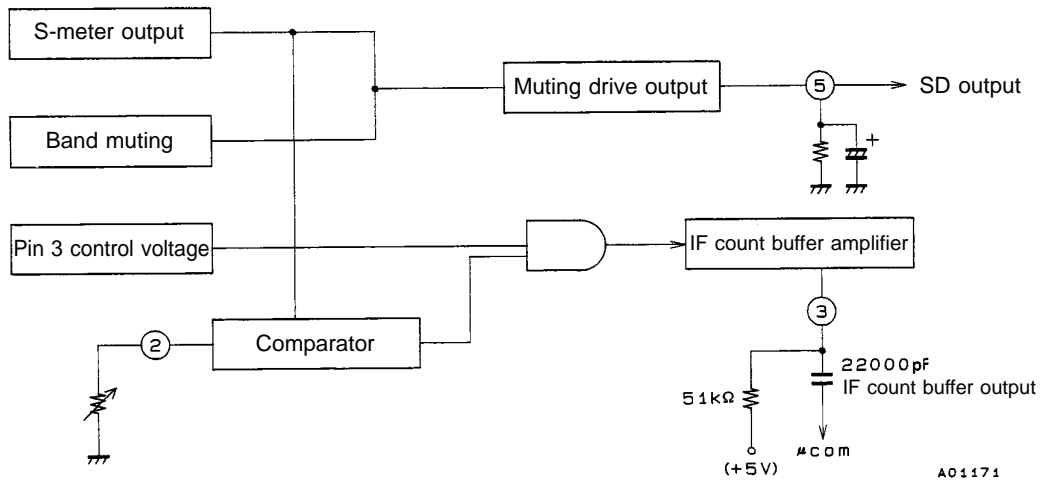 S-meter output
Muting drive output
5
SD output
Band muting
+
Pin 3 control voltage
IF count buffer amplifier
3
2
Comparator
22000pF
51kΩ
IF count buffer output
(+5V)
μcom
A01171